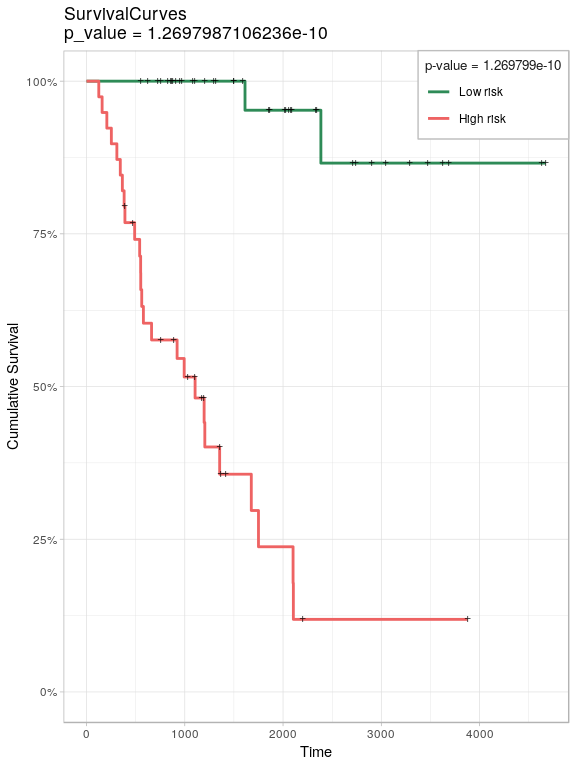 SurvivalCurves
p_value = 1.2697987106236e-10
p-value = 1.269799e-10
Low risk
HIgh risk
100%
75%
50%
25%
0%
Cumulative Survival
0
1000
2000
3000
4000
Time